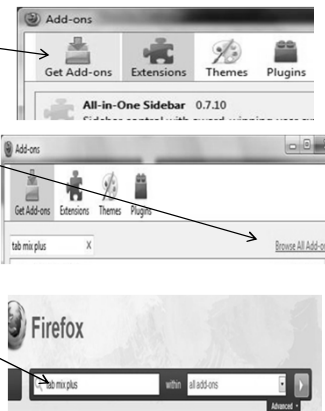 Add-ons
Get Add-ons Extensions Themes Plugins
All-in-One Sidebar 0.7.10
Add-ons
Get Add-ons Extensions Themes Plugins
tab mix plus X Browse All Add-o
Firefox
tab mix plus within all add-ons
Advanced